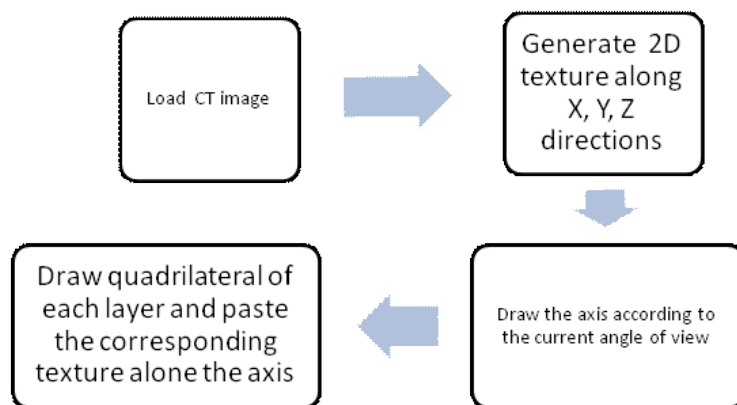 Load CT image
Generate 2D
texture along
X, Y, Z
directions
Draw the axis according to
the current angle of view
Draw quadrilateral of
each layer and paste
the corresponding
texture alone the axis